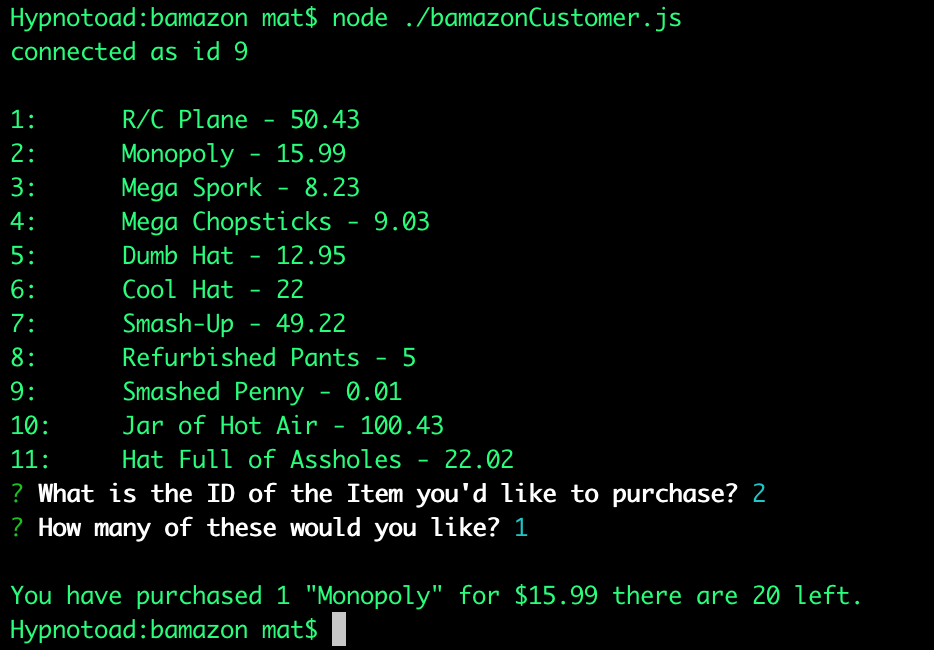 Hypnotoad:bamazon mat$ node ./bamazonCustomer.js
connected as id 9
1:      R/C Plane - 50.43
2:      Monopoly - 15.99
3:      Mega Spork - 8.23
4:      Mega Chopsticks - 9.03
5:      Dumb Hat - 12.95
6:      Cool Hat - 22
7:      Smash-Up - 49.22
8:      Refurbished Pants - 5
9:      Smashed Penny - 0.01
10:     Jar of Hot Air - 100.43
11:     Hat Full of Assholes - 22.02
? What is the ID of the Item you'd like to purchase? 2
? How many of these would you like? 1
You have purchased 1 "Monopoly" for $15.99 there are 20 left.
Hypnotoad:bamazon mat$